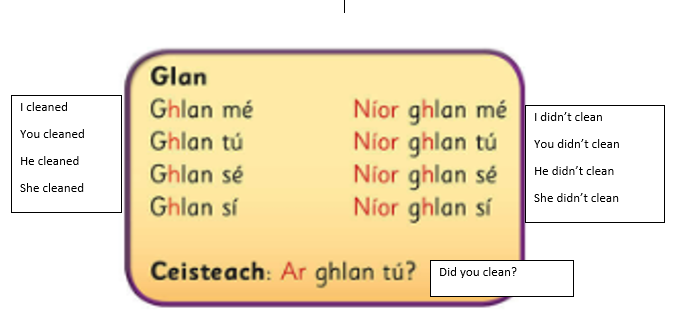 Glan
I cleaned
You cleaned
He cleaned
She cleaned
Ghlan mé Níor ghlan mé
Ghlan tú Níor ghlan tú
Ghlan sé Níor ghlan sé
Ghlan sí Níor ghlan sí
I didn't clean
You didn't clean
He didn't clean
She didn't clean
Ceisteach: Ar ghlan tú?
Did you clean?